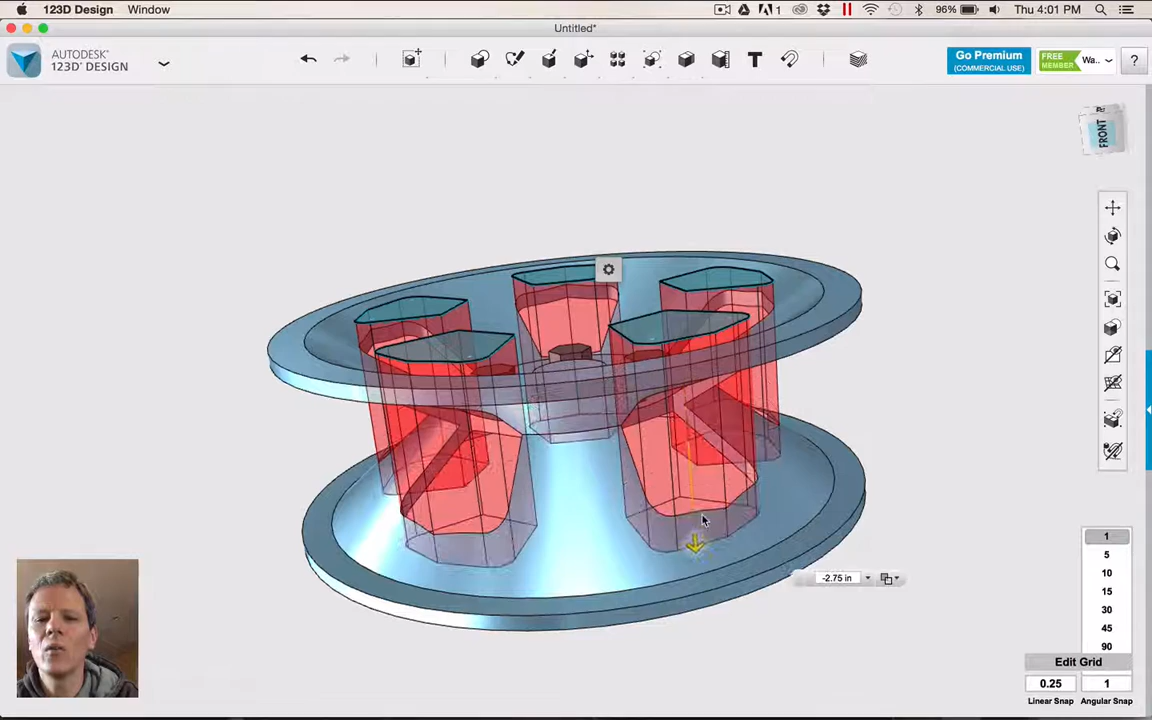 123D Design Window
1
96%
Thu 4:01 PM
Untitled*
AUTODESK
123D DESIGN
T
Go Premium
(COMMERCIAL USE)
FREE
MEMBER
Wa..
?
FRONT
-2.75 in
1
5
10
15
30
45
90
Edit Grid
0.25
1
Linear Snap
Angular Snap